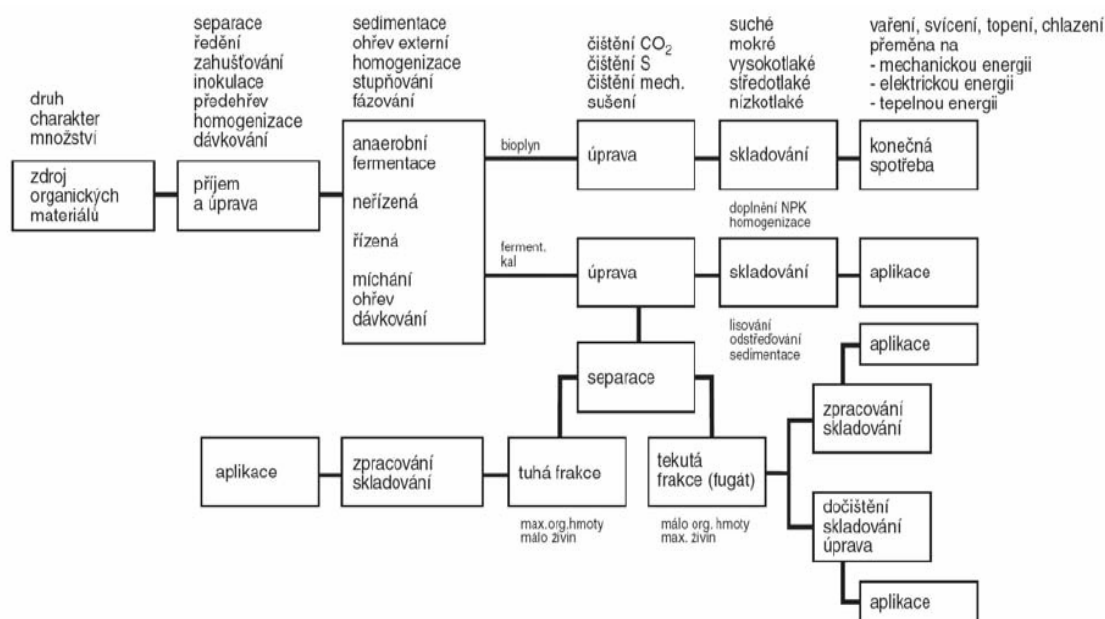 druh
charakter
množství
zdroj
organických
materiálů
separace
ředění
zahušťování
inokulace
předehřev
homogenizace
dávkování
příjem
a úprava
sedimentace
ohřev externí
homogenizace
stupňování
fázování
anaerobní
fermentace
neřízená
řízená
míchání
ohřev
dávkování
bioplyn
čištění CO₂
čištění S
čištění mech.
sušení
úprava
suché
mokré
vysokotlaké
středotlaké
nízkotlaké
skladování
vaření, svícení, topení, chlazení
přeměna na
- mechanickou energii
- elektrickou energii
- tepelnou energii
konečná
spotřeba
ferment.
kal
úprava
doplnění NPK
homogenizace
skladování
aplikace
lisování
odstřeďování
sedimentace
separace
aplikace
zpracování
skladování
tuhá frakce
max.org.hmoty
málo živin
tekutá
frakce (fugát)
málo org. hmoty
max. živin
aplikace
zpracování
skladování
dočištění
skladování
úprava
aplikace